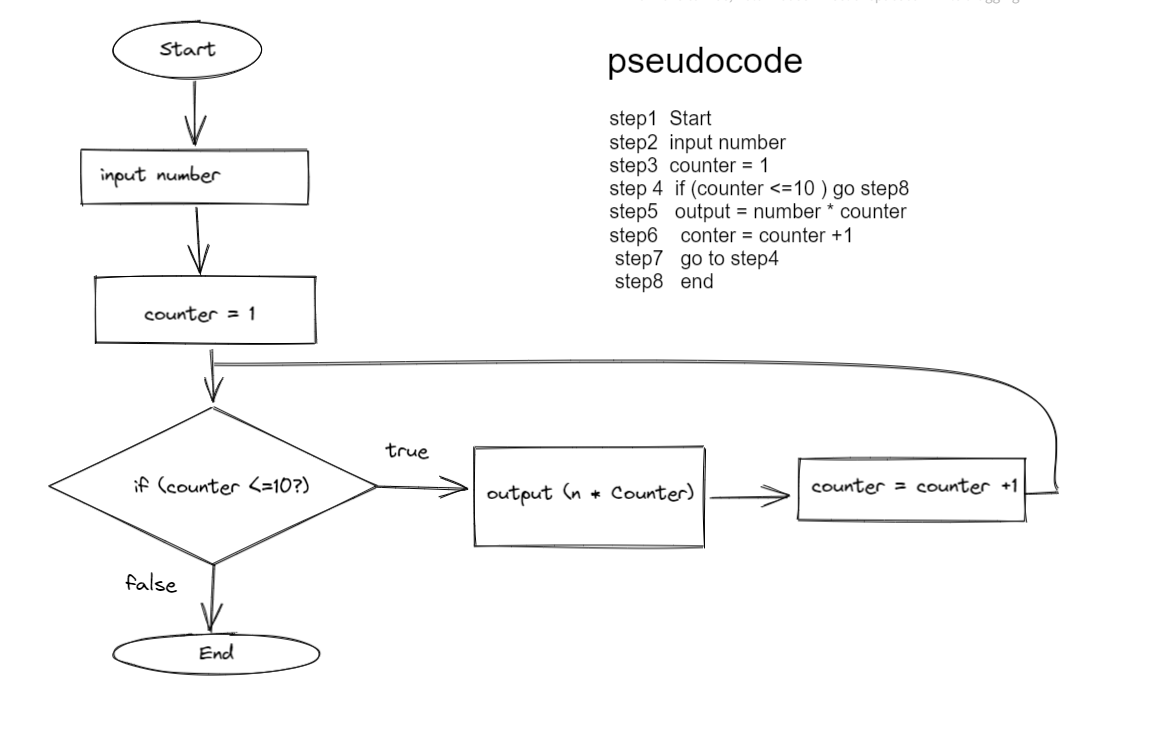 Start
input number
counter = 1
if (counter <=10?)
true
output (n * Counter)
counter = counter +1
false
End
pseudocode
step1 Start
step2 input number
step3 counter = 1
step 4 if (counter <=10 ) go step8
step5 output = number * counter
step6 conter = counter +1
step7 go to step4
step8 end